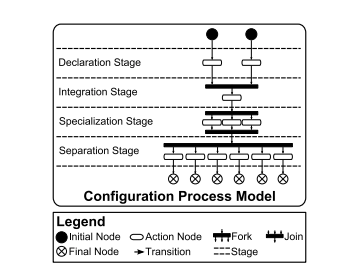 Declaration Stage
Integration Stage
Specialization Stage
Separation Stage
Configuration Process Model
Legend
Initial Node Action Node Fork Join
Final Node Transition Stage